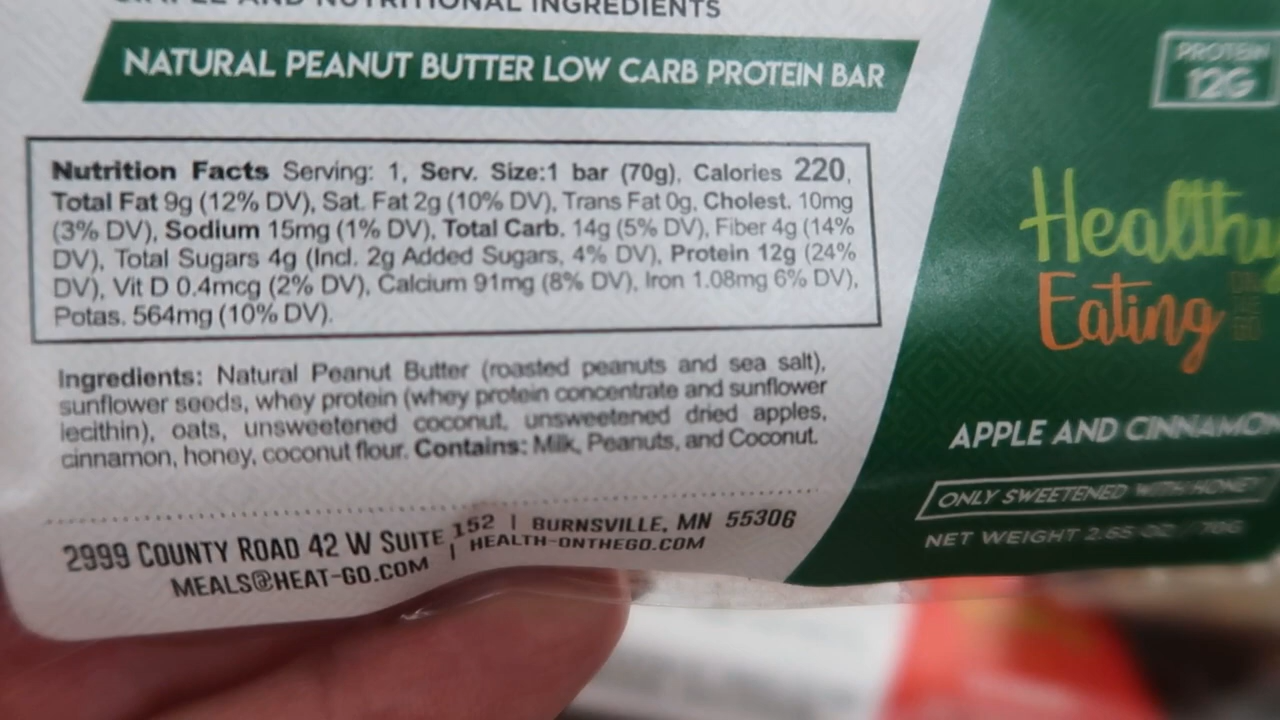 AND NUTRITIONAL INGREDIENTS
NATURAL PEANUT BUTTER LOW CARB PROTEIN BAR
Nutrition Facts Serving: 1, Serv. Size:1 bar (70g), Calories 220,
Total Fat 9g (12% DV), Sat. Fat 2g (10% DV), Trans Fat 0g, Cholest. 10mg
(3% DV), Sodium 15mg (1% DV), Total Carb. 14g (5% DV), Fiber 4g (14%
DV), Total Sugars 4g (Incl. 2g Added Sugars, 4% DV), Protein 12g (24%
DV), Vit D 0.4mcg (2% DV), Calcium 91mg (8% DV), Iron 1.08mg 6% DV),
Potas. 564mg (10% DV).
Ingredients: Natural Peanut Butter (roasted peanuts and sea salt),
sunflower seeds, whey protein (whey protein concentrate and sunflower
lecithin), oats, unsweetened coconut, unsweetened dried apples,
cinnamon, honey, coconut flour. Contains: Milk, Peanuts, and Coconut.
2999 COUNTY ROAD 42 W SUITE 152 | BURNSVILLE, MN 55306
MEALS@HEAT-GO.COM | HEALTH-ONTHEGO.COM
PROTEIN
12G
Healthy
Eating
ON THE GO
APPLE AND CINNAMON
ONLY SWEETENED WITH HONEY
NET WEIGHT 2.65 OZ / 70G